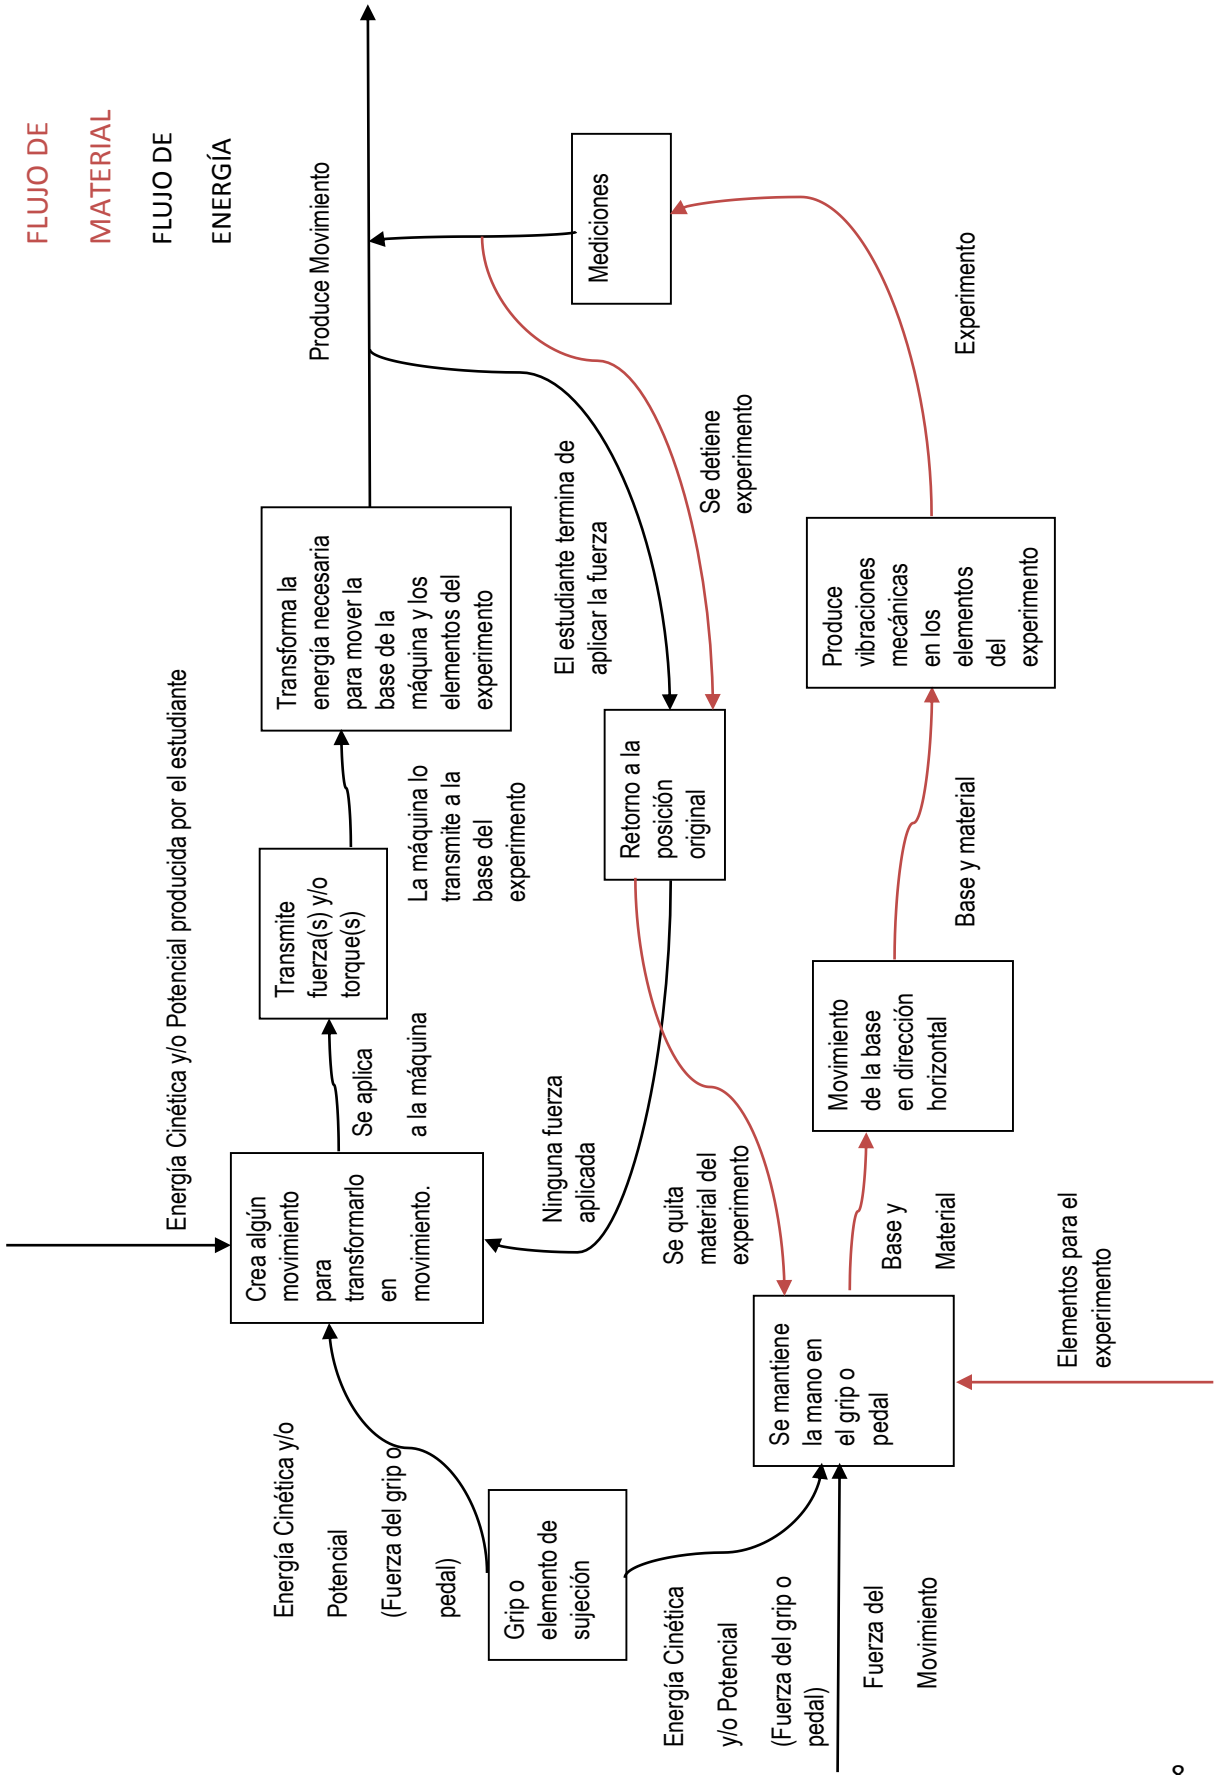 FLUJO DE
MATERIAL
FLUJO DE
ENERGÍA
Energía Cinética y/o Potencial producida por el estudiante
Produce Movimiento
Energía Cinética y/o
Potencial
(Fuerza del grip o
pedal)
Crea algún
movimiento
para
transformarlo
en
movimiento.
Se aplica
a la máquina
Transmite
fuerza(s) y/o
torque(s)
La máquina lo
transmite a la
base del
experimento
Transforma la
energía necesaria
para mover la
base de la
máquina y los
elementos del
experimento
Grip o
elemento de
sujeción
Ninguna fuerza
aplicada
El estudiante termina de
aplicar la fuerza
Mediciones
Retorno a la
posición
original
Se detiene
experimento
Energía Cinética
y/o Potencial
(Fuerza del grip o
pedal)
Se quita
material del
experimento
Se mantiene
la mano en
el grip o
pedal
Fuerza del
Movimiento
Base y
Material
Movimiento
de la base
en dirección
horizontal
Base y material
Produce
vibraciones
mecánicas
en los
elementos
del
experimento
Experimento
Elementos para el
experimento
8